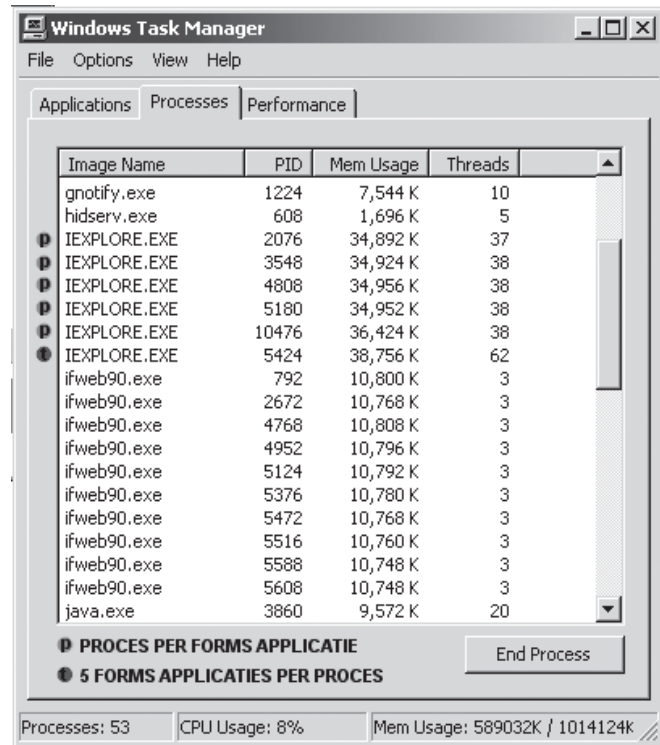 Windows Task Manager
File Options View Help
Applications Processes Performance
Image Name PID Mem Usage Threads
gnotify.exe 1224 7,544 K 10
hidserv.exe 608 1,696 K 5
p IEXPLORE.EXE 2076 34,892 K 37
p IEXPLORE.EXE 3548 34,924 K 38
p IEXPLORE.EXE 4808 34,956 K 38
p IEXPLORE.EXE 5180 34,952 K 38
p IEXPLORE.EXE 10476 36,424 K 38
t IEXPLORE.EXE 5424 38,756 K 62
ifweb90.exe 792 10,800 K 3
ifweb90.exe 2672 10,768 K 3
ifweb90.exe 4768 10,808 K 3
ifweb90.exe 4952 10,796 K 3
ifweb90.exe 5124 10,792 K 3
ifweb90.exe 5376 10,780 K 3
ifweb90.exe 5472 10,768 K 3
ifweb90.exe 5516 10,760 K 3
ifweb90.exe 5588 10,748 K 3
ifweb90.exe 5608 10,748 K 3
java.exe 3860 9,572 K 20
p PROCES PER FORMS APPLICATIE
t 5 FORMS APPLICATIES PER PROCES
End Process
Processes: 53 CPU Usage: 8% Mem Usage: 589032K / 1014124K